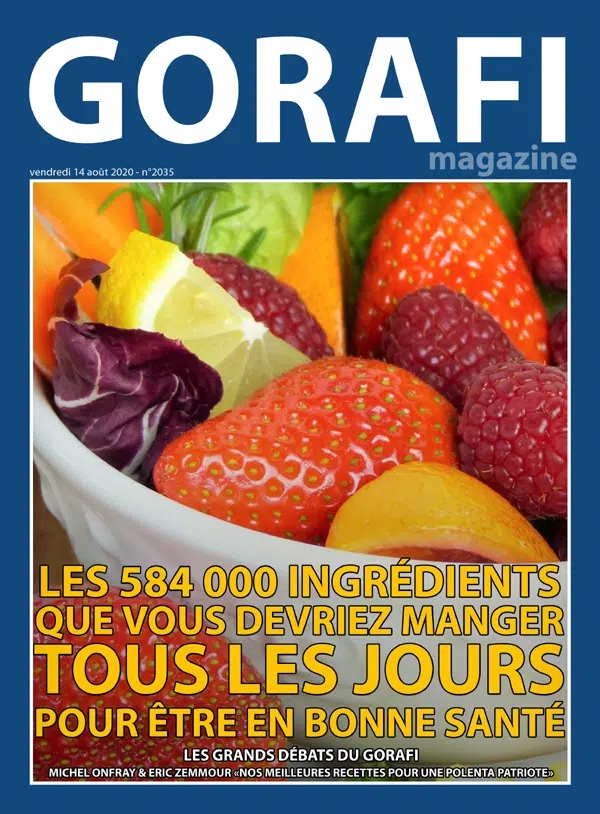 GORAFI
magazine
vendredi 14 août 2020 - n°2035
LES 584 000 INGRÉDIENTS
QUE VOUS DEVRIEZ MANGER
TOUS LES JOURS
POUR ÊTRE EN BONNE SANTÉ
LES GRANDS DÉBATS DU GORAFI
MICHEL ONFRAY & ERIC ZEMMOUR «NOS MEILLEURES RECETTES POUR UNE POLENTA PATRIOTE»